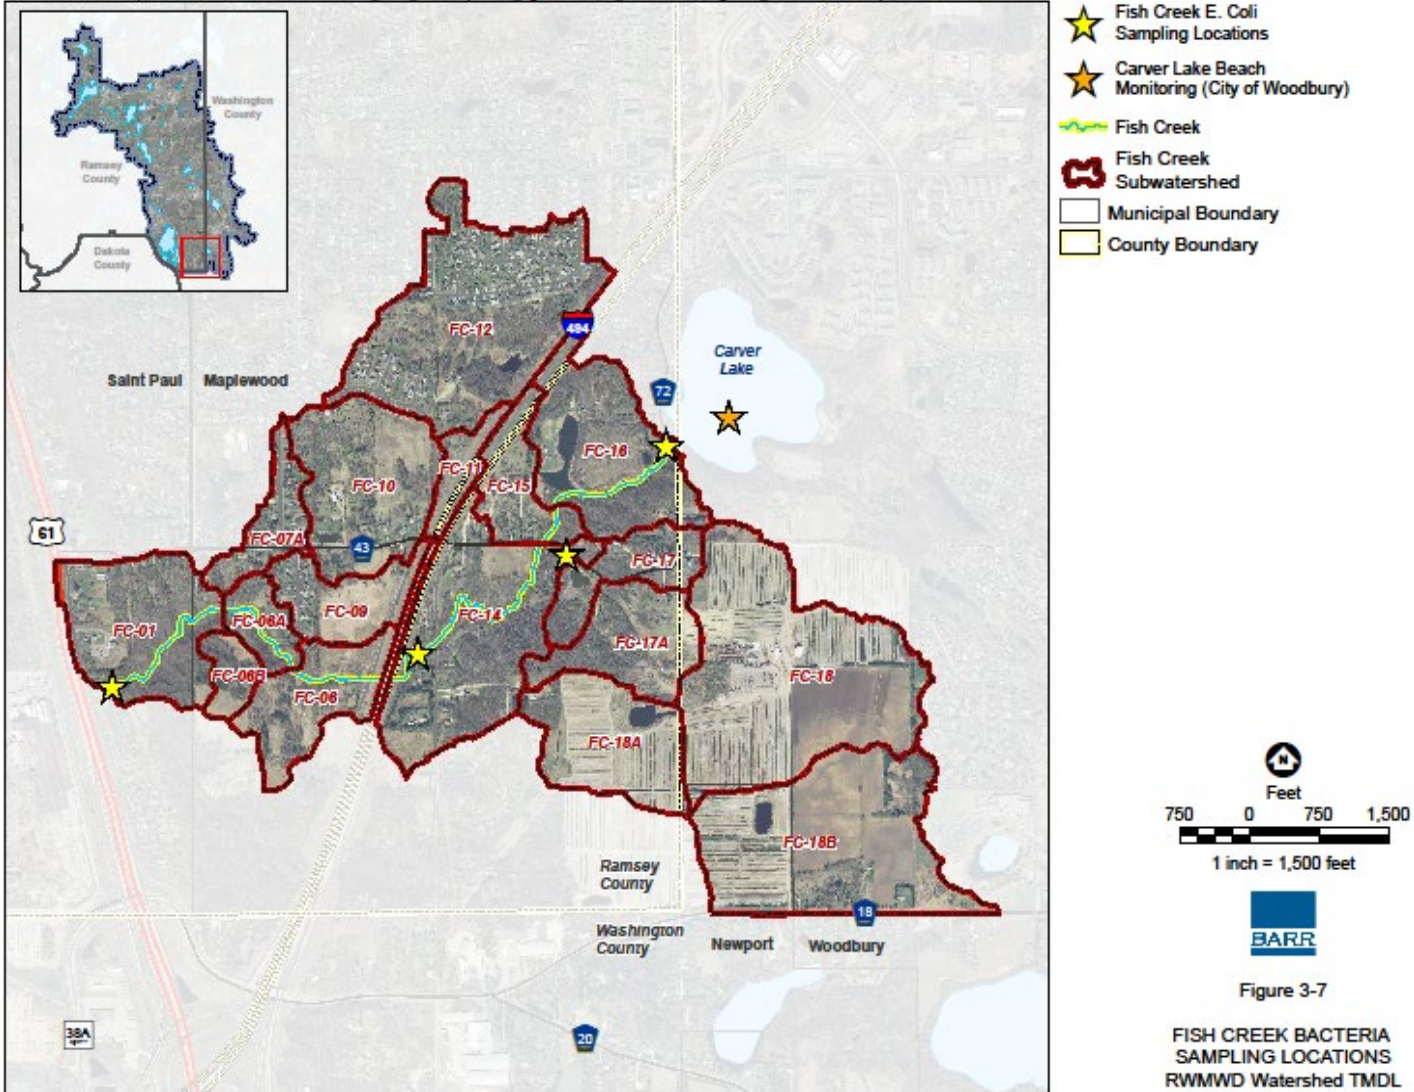 Fish Creek E. Coli
Sampling Locations
Carver Lake Beach
Monitoring (City of Woodbury)
Fish Creek
Fish Creek
Subwatershed
Municipal Boundary
County Boundary
Washington
County
Ramsey
County
Dakota
County
FC-12
494
Carver
Lake
Saint Paul
Maplewood
72
FC-16
FC-11
FC-10
FC-15
61
FC-07A
43
FC-17
FC-09
FC-01
FC-06A
FC-14
FC-17A
FC-06B
FC-06
FC-18
FC-18A
FC-18B
Ramsey
County
18
Washington
County
Newport
Woodbury
38A
20
N
Feet
750 0 750 1,500
1 inch = 1,500 feet
BARR
Figure 3-7
FISH CREEK BACTERIA
SAMPLING LOCATIONS
RWMWD Watershed TMDL